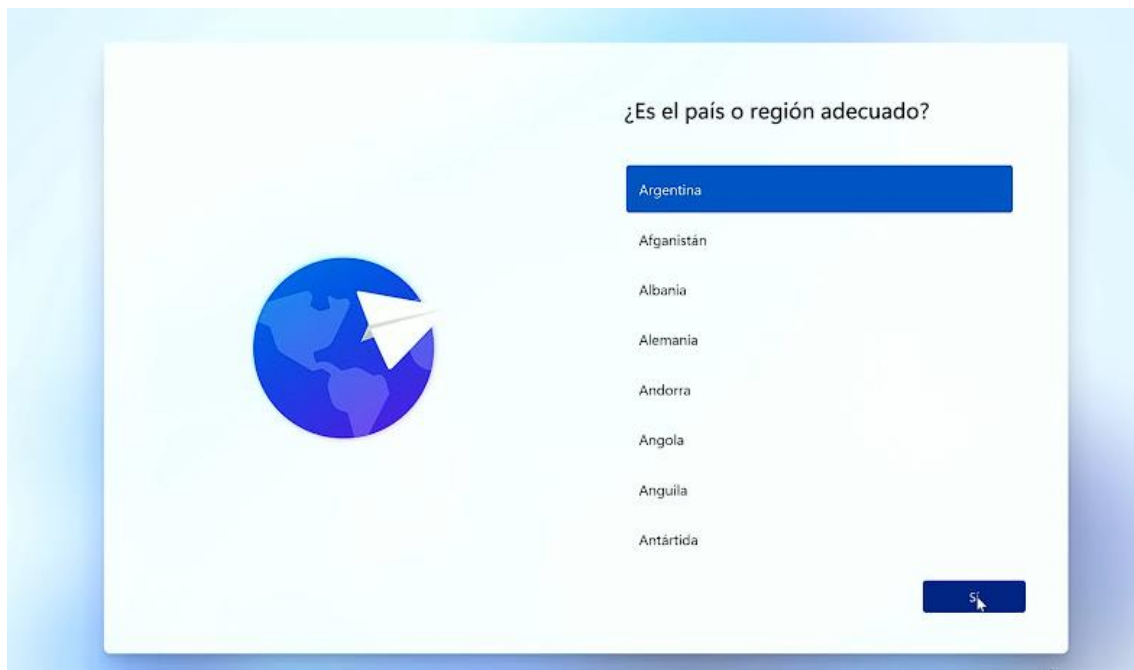 ¿Es el país o región adecuado?
Argentina
Afganistán
Albania
Alemania
Andorra
Angola
Anguila
Antártida
Sí